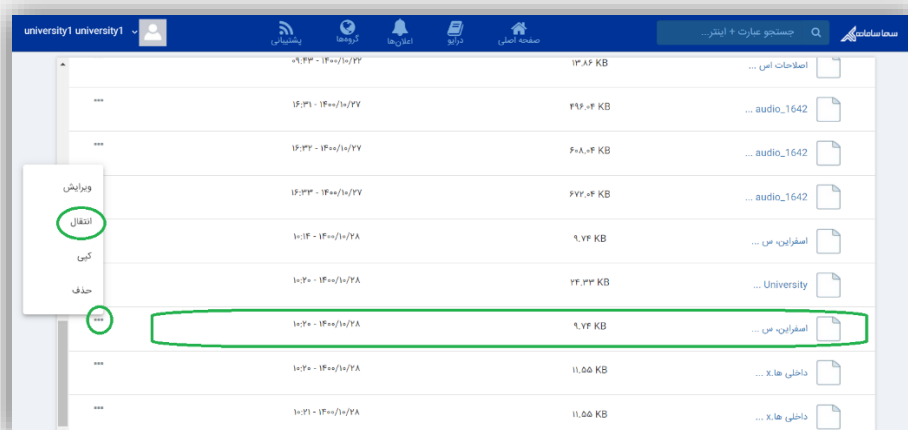 سما سامانه
جستجو عبارت + اینتر...
صفحه اصلی
درایو
اعلان‌ها
گروه‌ها
پشتیبانی
university1 university1
اصلاحات اس ... ۱۳.۸۶ KB ۱۴۰۰/۱۰/۲۲ - ۰۹:۴۳
audio_1642 ... ۴۹۶.۰۴ KB ۱۴۰۰/۱۰/۲۷ - ۱۶:۳۱
audio_1642 ... ۶۰۸.۰۴ KB ۱۴۰۰/۱۰/۲۷ - ۱۶:۳۲
audio_1642 ... ۶۷۲.۰۴ KB ۱۴۰۰/۱۰/۲۷ - ۱۶:۳۳
اسفراین، س ... ۹.۷۴ KB ۱۴۰۰/۱۰/۲۸ - ۱۰:۱۴
University ... ۲۴.۳۳ KB ۱۴۰۰/۱۰/۲۸ - ۱۰:۲۰
اسفراین، س ... ۹.۷۴ KB ۱۴۰۰/۱۰/۲۸ - ۱۰:۲۰
داخلی ها.x ... ۱۱.۵۵ KB ۱۴۰۰/۱۰/۲۸ - ۱۰:۲۰
داخلی ها.x ... ۱۱.۵۵ KB ۱۴۰۰/۱۰/۲۸ - ۱۰:۲۱
ویرایش
انتقال
کپی
حذف